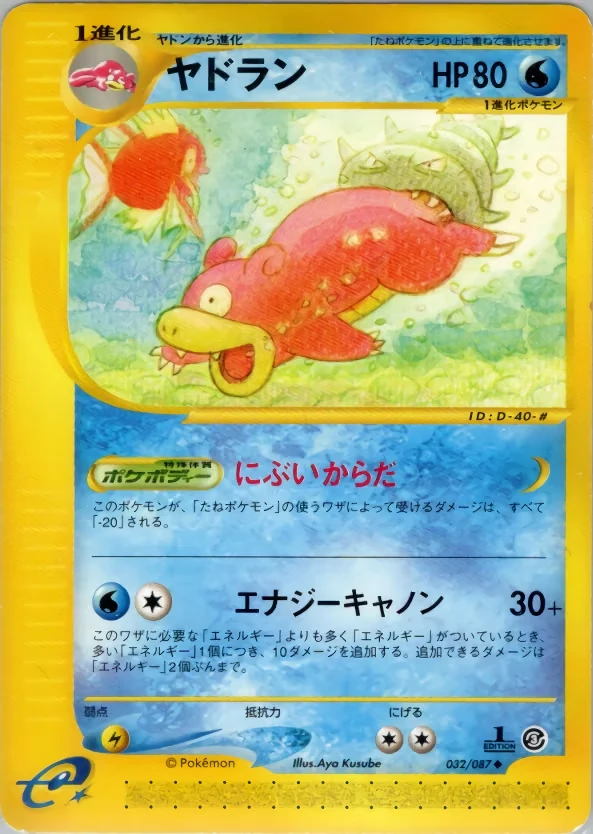 1進化
ヤドンから進化
「たねポケモン」の上に重ねて進化させます。
ヤドラン
HP80
1進化ポケモン
ID:D-40-#
特殊体質
ポケボディー
にぶいからだ
このポケモンが、「たねポケモン」の使うワザによって受けるダメージは、すべて
「-20」される。
エナジーキャノン
30+
このワザに必要な「エネルギー」よりも多く「エネルギー」がついているとき、
多い「エネルギー」1個につき、10ダメージを追加する。追加できるダメージは
「エネルギー」2個ぶんまで。
弱点
抵抗力
にげる
1
EDITION
3
© Pokémon
Illus.Aya Kusube
032/087
e